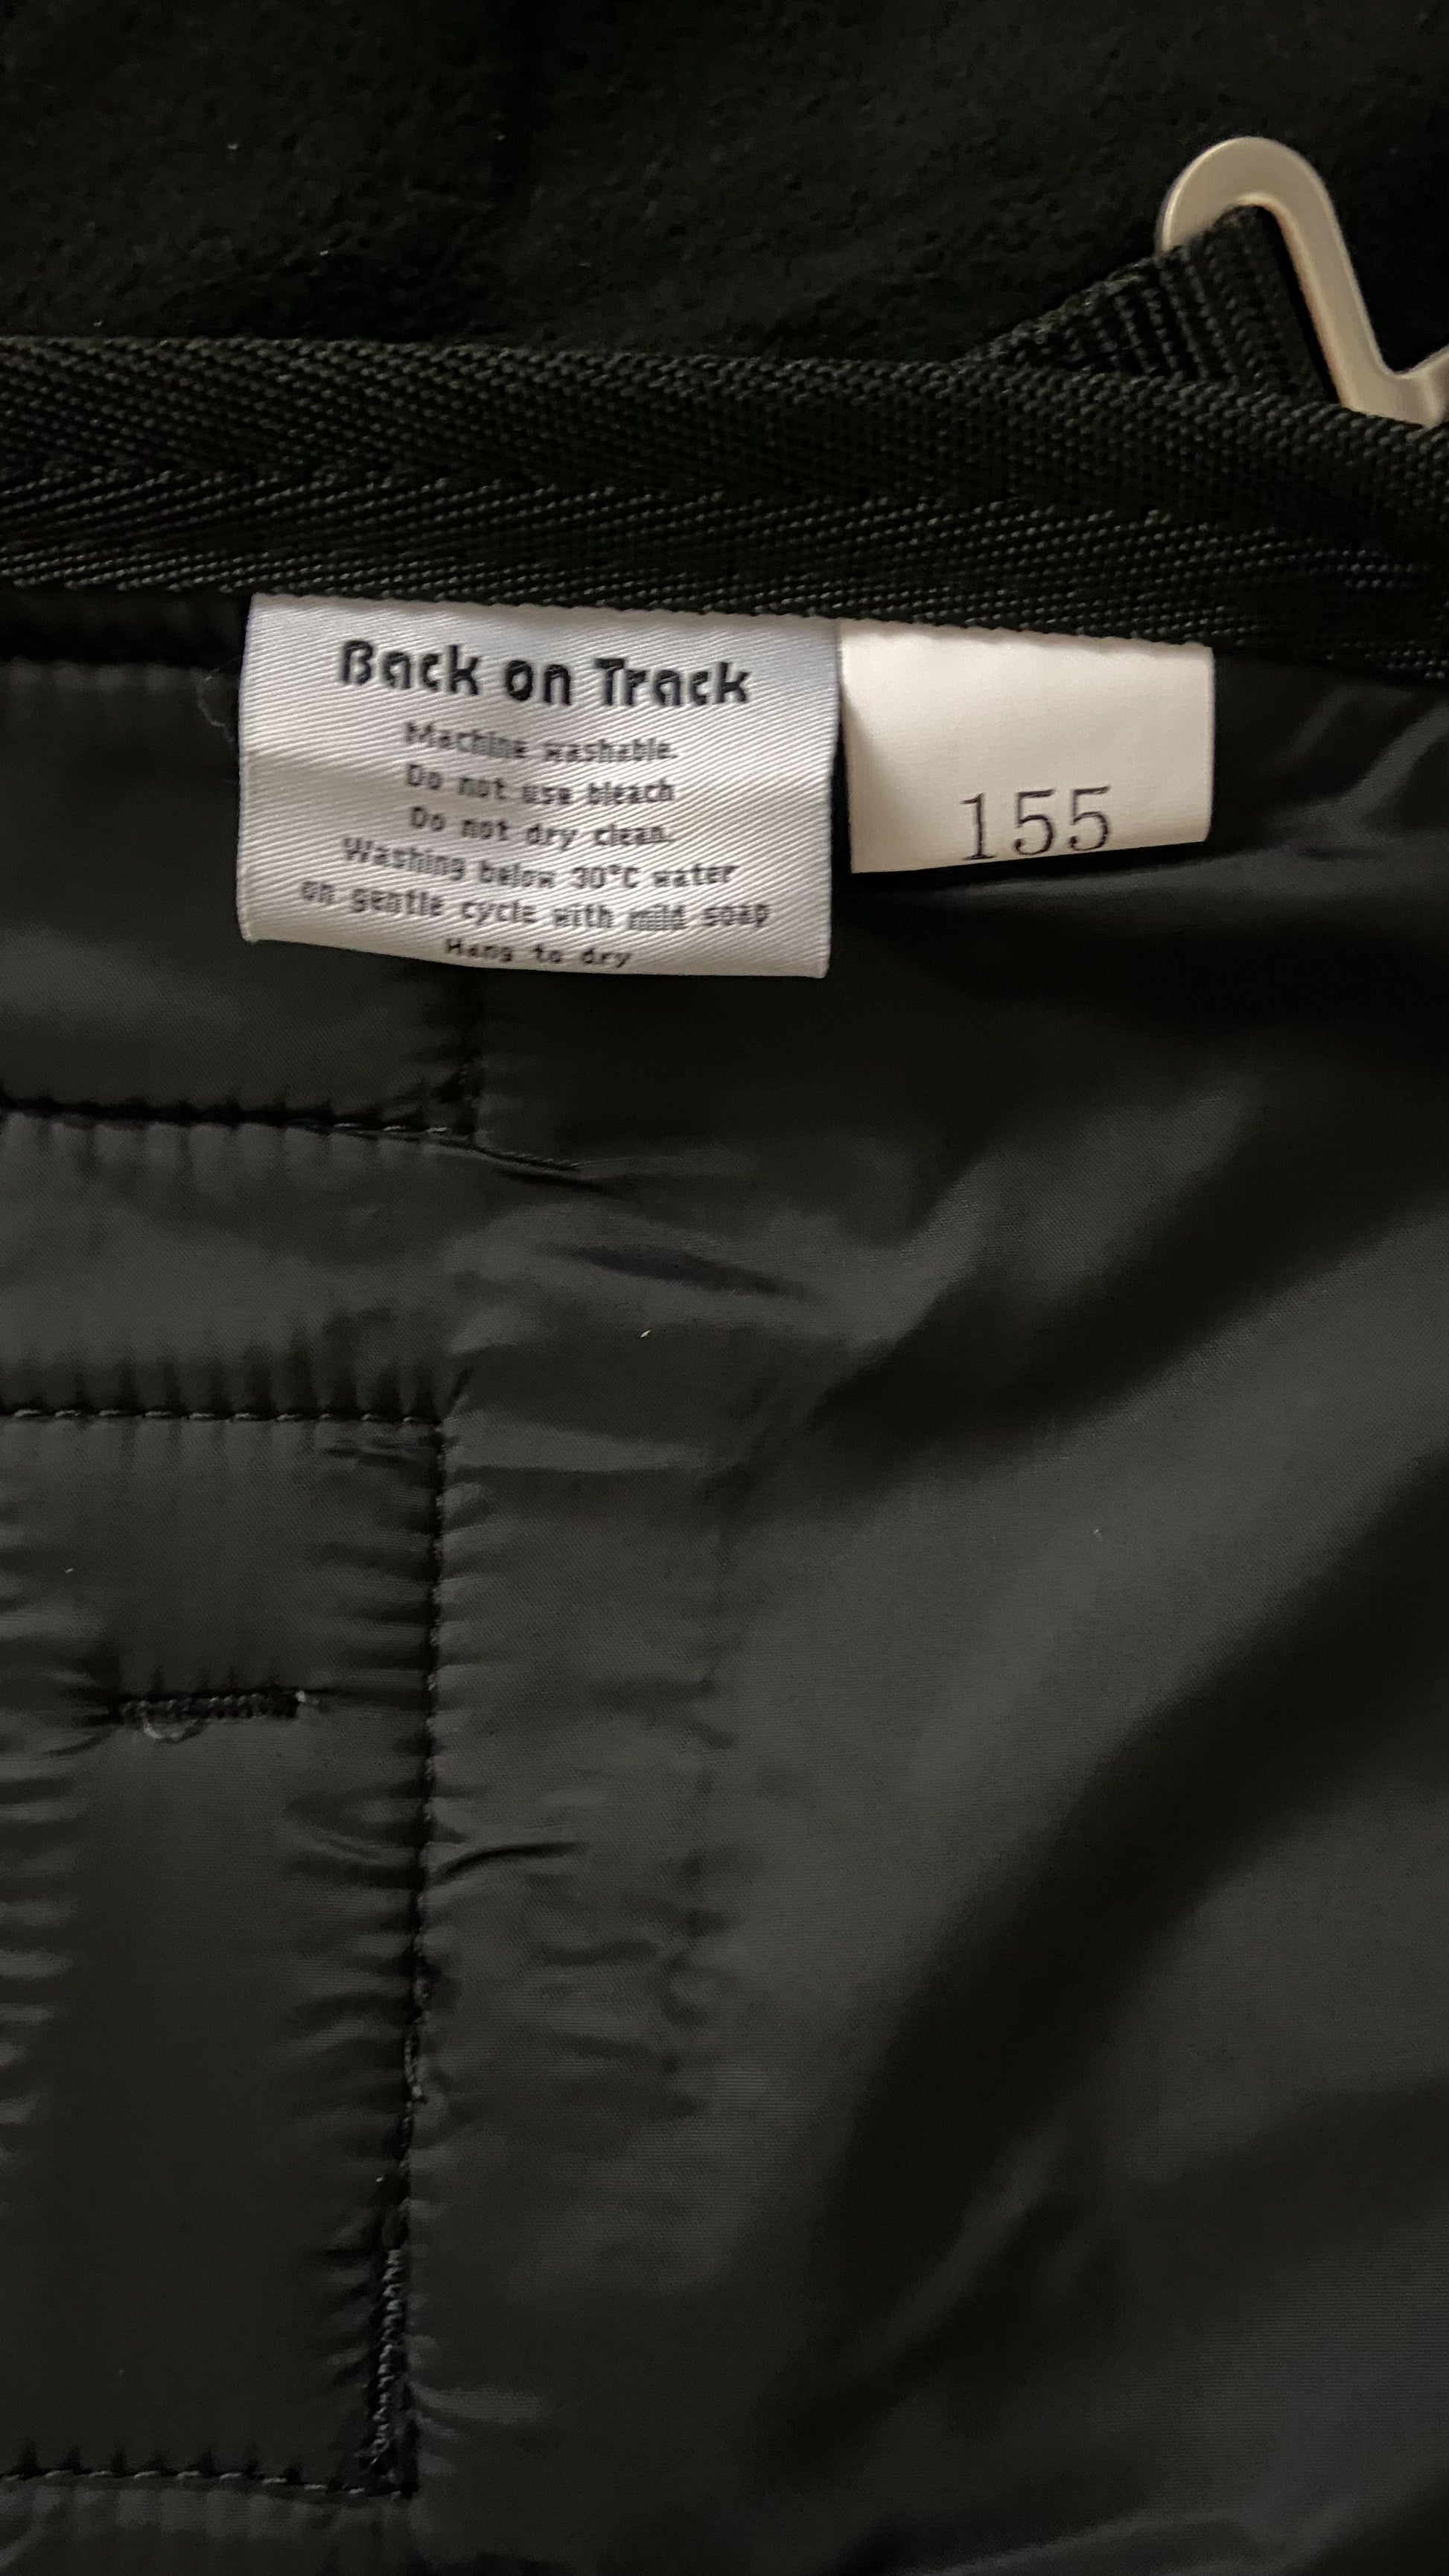 Back on Track
Machine washable.
Do not use bleach
Do not dry clean.
Washing below 30°C water
on gentle cycle with mild soap
Hang to dry
155